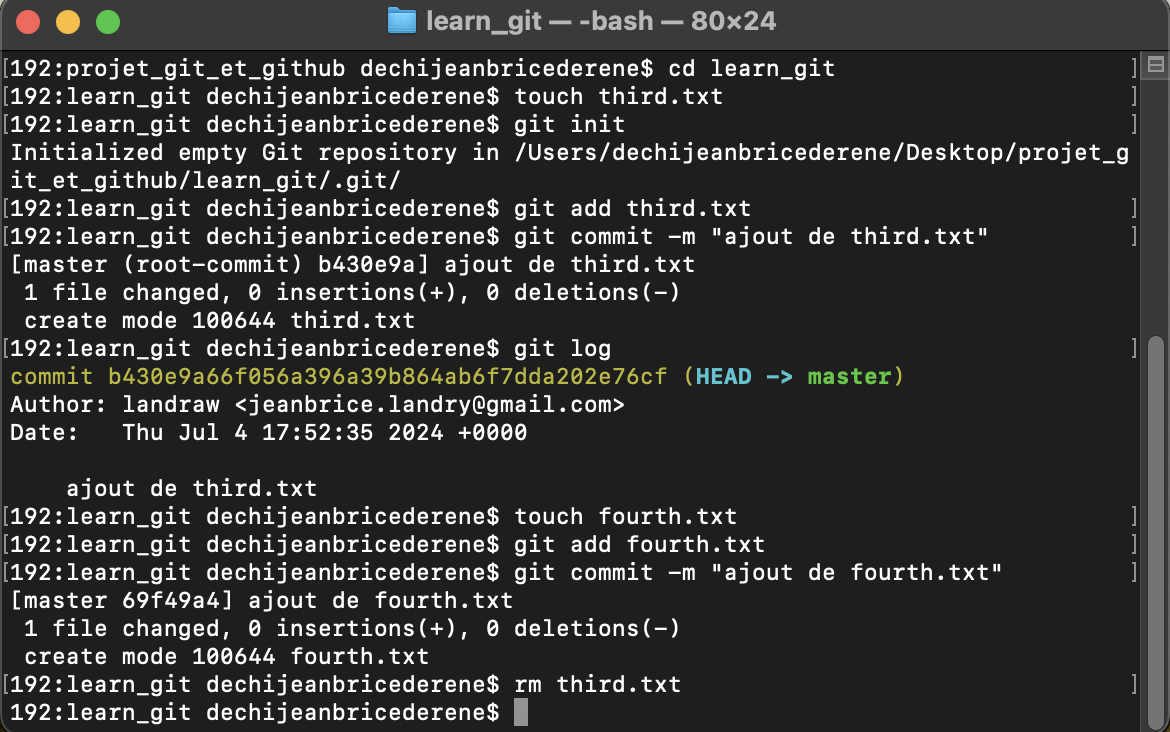 learn_git — -bash — 80×24
[192:projet_git_et_github dechijeanbricederene$ cd learn_git ]
[192:learn_git dechijeanbricederene$ touch third.txt ]
[192:learn_git dechijeanbricederene$ git init ]
Initialized empty Git repository in /Users/dechijeanbricederene/Desktop/projet_g
it_et_github/learn_git/.git/
[192:learn_git dechijeanbricederene$ git add third.txt ]
[192:learn_git dechijeanbricederene$ git commit -m "ajout de third.txt" ]
[master (root-commit) b430e9a] ajout de third.txt
 1 file changed, 0 insertions(+), 0 deletions(-)
 create mode 100644 third.txt
[192:learn_git dechijeanbricederene$ git log ]
commit b430e9a66f056a396a39b864ab6f7dda202e76cf (HEAD -> master)
Author: landraw <jeanbrice.landry@gmail.com>
Date:   Thu Jul 4 17:52:35 2024 +0000

    ajout de third.txt
[192:learn_git dechijeanbricederene$ touch fourth.txt ]
[192:learn_git dechijeanbricederene$ git add fourth.txt ]
[192:learn_git dechijeanbricederene$ git commit -m "ajout de fourth.txt" ]
[master 69f49a4] ajout de fourth.txt
 1 file changed, 0 insertions(+), 0 deletions(-)
 create mode 100644 fourth.txt
[192:learn_git dechijeanbricederene$ rm third.txt ]
192:learn_git dechijeanbricederene$